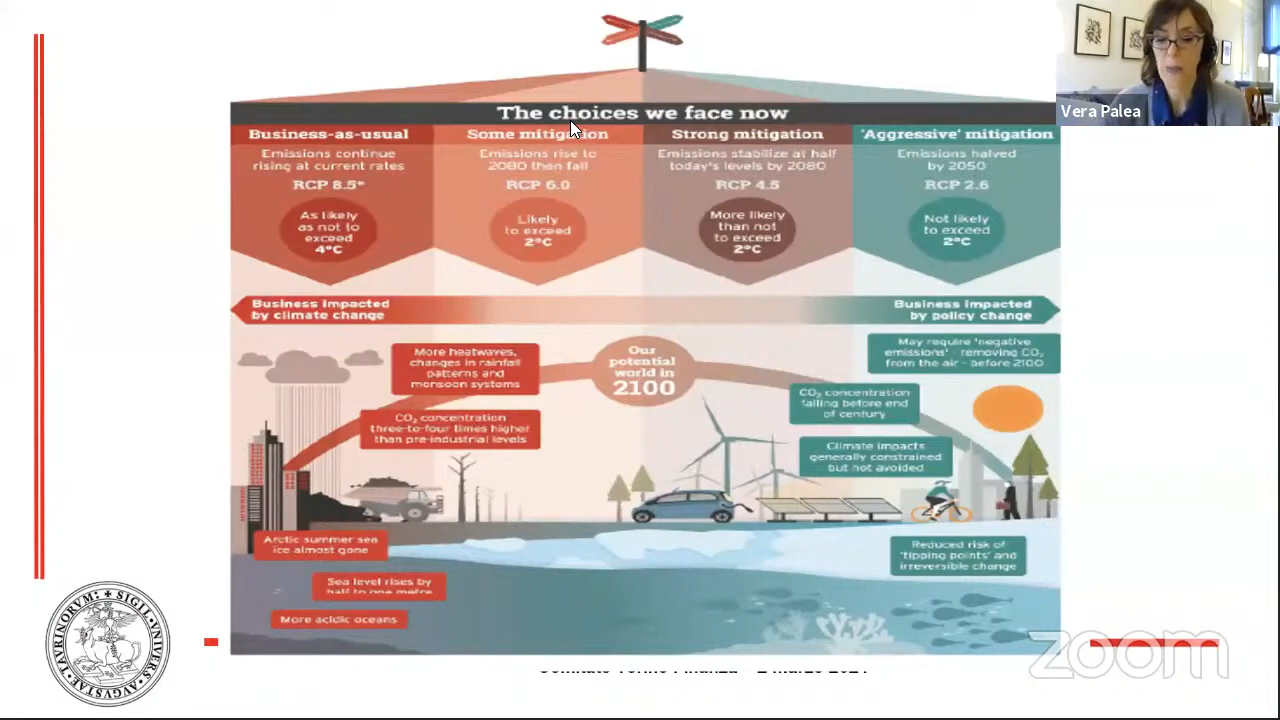 Vera Palea
The choices we face now
Business-as-usual
Emissions continue
rising at current rates
RCP 8.5*
As likely
as not to
exceed
4°C
Some mitigation
Emissions rise to
2080 then fall
RCP 6.0
Likely
to exceed
2°C
Strong mitigation
Emissions stabilize at half
today's levels by 2080
RCP 4.5
More likely
than not
to exceed
2°C
'Aggressive' mitigation
Emissions halved
by 2050
RCP 2.6
Not likely
to exceed
2°C
Business impacted
by climate change
Business impacted
by policy change
Our
potential
world in
2100
More heatwaves,
changes in rainfall
patterns and
monsoon systems
CO₂ concentration
three-to-four times higher
than pre-industrial levels
May require 'negative
emissions' - removing CO₂
from the air - before 2100
CO₂ concentration
falling before end
of century
Climate impacts
generally constrained
but not avoided
Arctic summer sea
ice almost gone
Sea level rises by
half to one metre
More acidic oceans
Reduced risk of
'tipping points' and
irreversible change
zoom